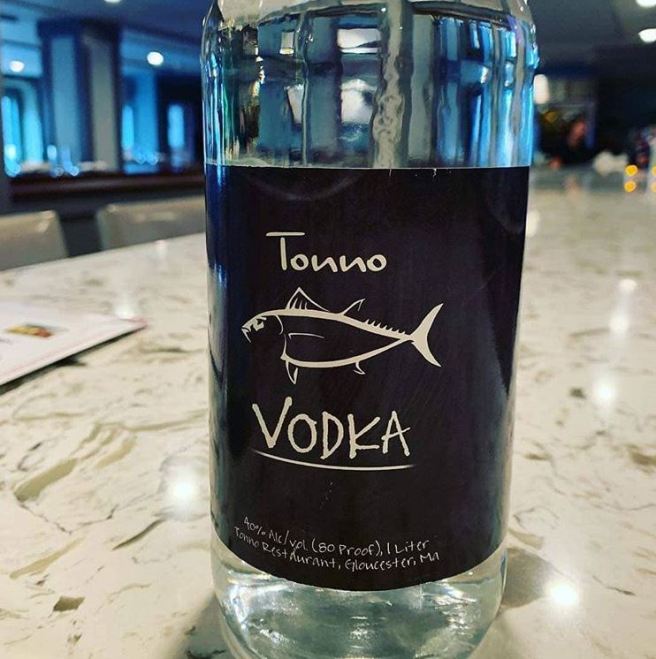 Tonno
VODKA
40% Alc/vol. (80 Proof), 1 Liter
Tonno Restaurant, Gloucester, Ma